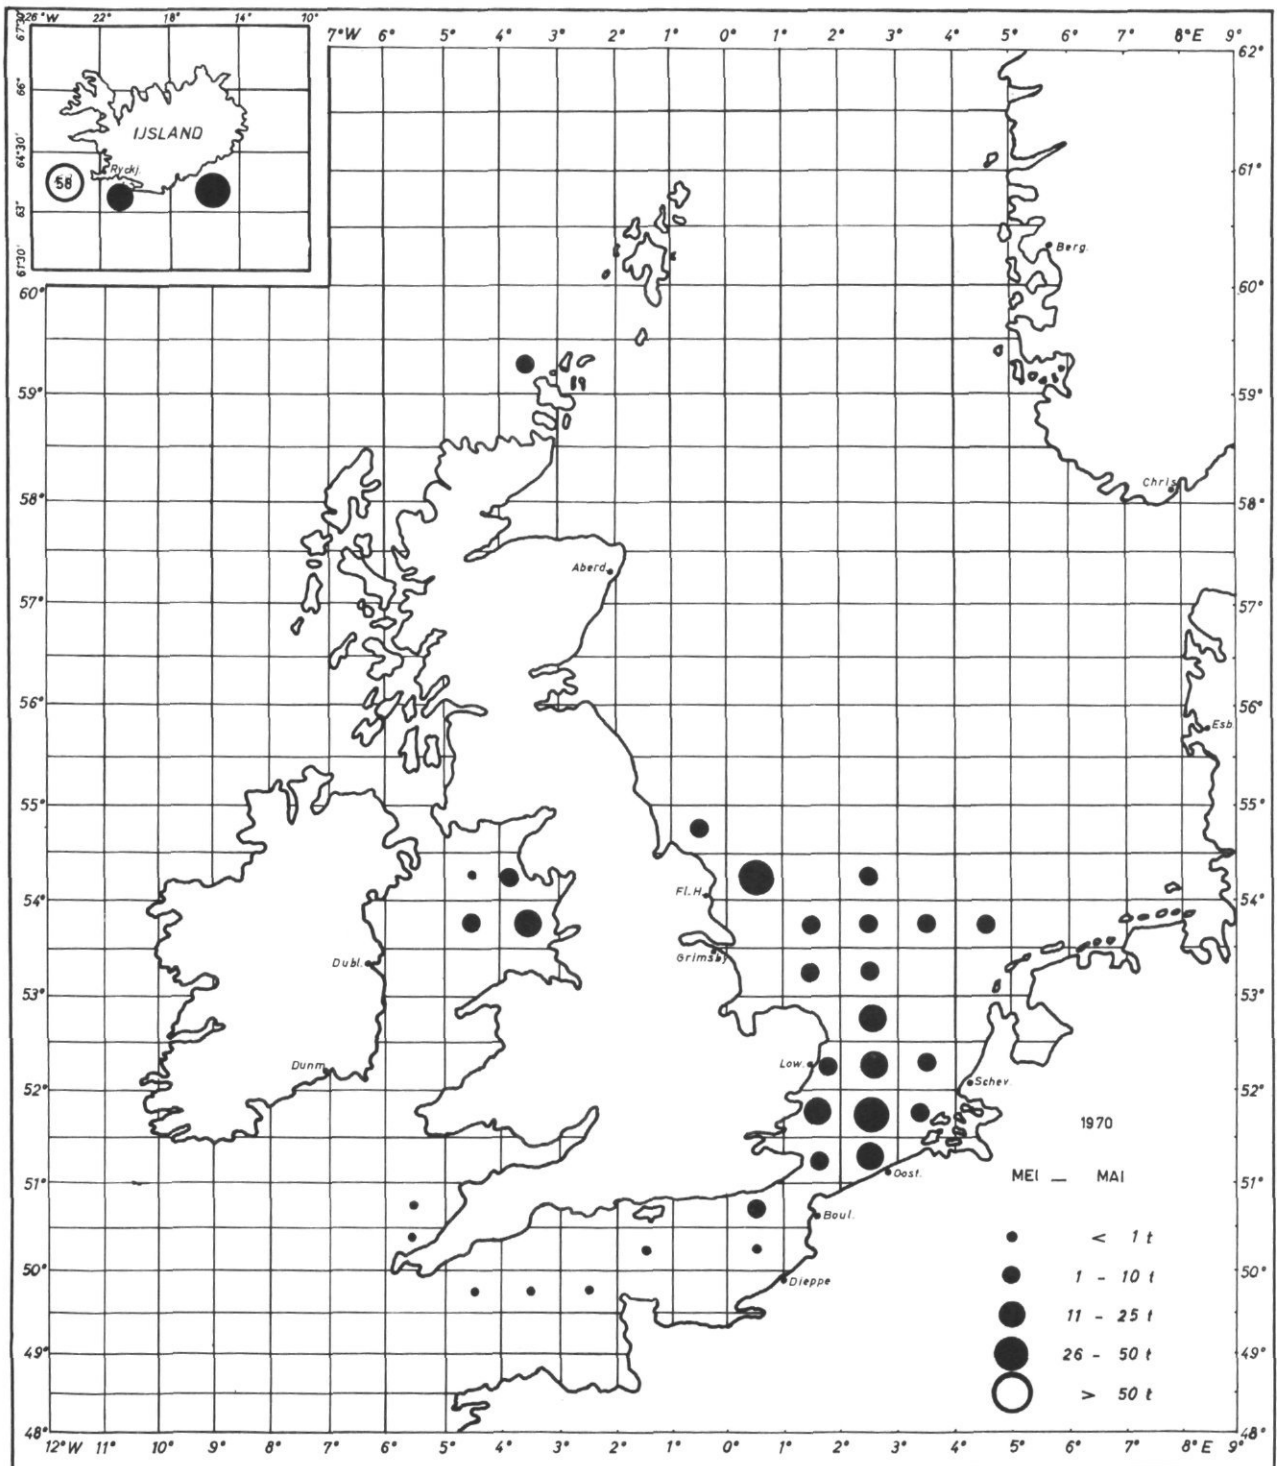 26°W 22° 18° 14° 10°
66°
64°30'
63°
61°30'
IJSLAND
Ryckj.
58
7°W 6° 5° 4° 3° 2° 1° 0° 1° 2° 3° 4° 5° 6° 7° 8°E 9°
62°
61°
60° 60°
59° 59°
58° 58°
57° 57°
56° 56°
55° 55°
54° 54°
53° 53°
52° 52°
51° 51°
50° 50°
49° 49°
48° 48°
Berg.
Chris
Aberd.
Esb.
Fl.H.
Grimsby
Dubl.
Dunm.
Low.
Schev.
Oost.
Boul.
Dieppe
1970
MEI — MAI
< 1 t
1 - 10 t
11 - 25 t
26 - 50 t
> 50 t
12°W 11° 10° 9° 8° 7° 6° 5° 4° 3° 2° 1° 0° 1° 2° 3° 4° 5° 6° 7° 8°E 9°